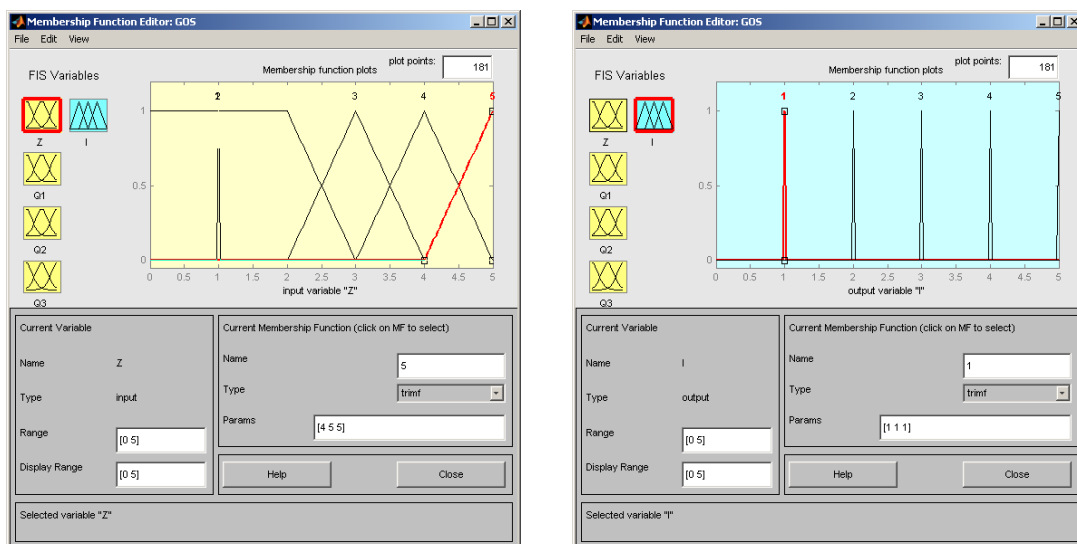 Membership Function Editor: GOS
File Edit View
FIS Variables
Z
I
Q1
Q2
Q3
Membership function plots
plot points:
181
2
3
4
5
1
0.5
0
0 0.5 1 1.5 2 2.5 3 3.5 4 4.5 5
input variable "Z"
Current Variable
Name Z
Type input
Range [0 5]
Display Range [0 5]
Current Membership Function (click on MF to select)
Name 5
Type trimf
Params [4 5 5]
Help Close
Selected variable "Z"
Membership Function Editor: GOS
File Edit View
FIS Variables
Z
I
Q1
Q2
Q3
Membership function plots
plot points:
181
1 2 3 4 5
1
0.5
0
0 0.5 1 1.5 2 2.5 3 3.5 4 4.5 5
output variable "I"
Current Variable
Name I
Type output
Range [0 5]
Display Range [0 5]
Current Membership Function (click on MF to select)
Name 1
Type trimf
Params [1 1 1]
Help Close
Selected variable "I"